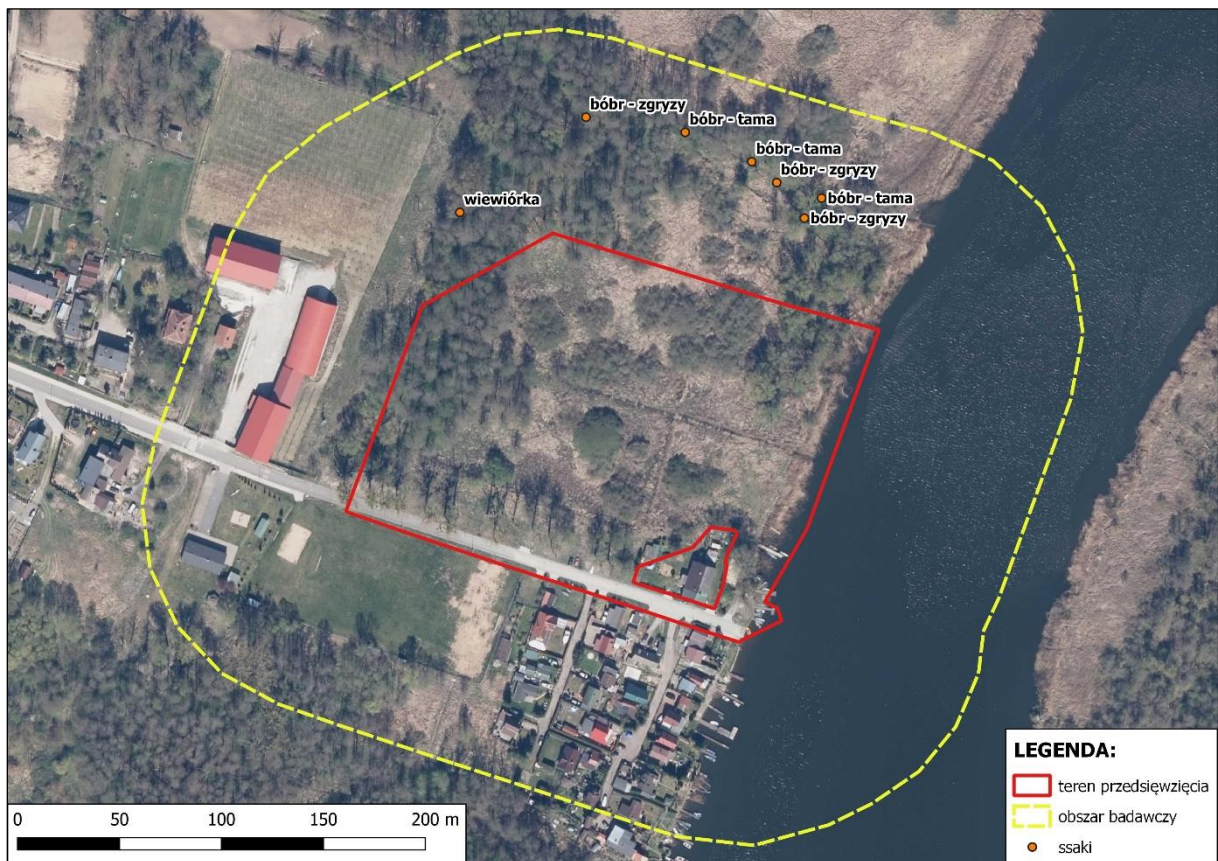 bóbr - zgryzy
bóbr - tama
bóbr - tama
bóbr - zgryzy
bóbr - tama
wiewiórka
bóbr - zgryzy
LEGENDA:
teren przedsięwzięcia
obszar badawczy
ssaki
0 50 100 150 200 m